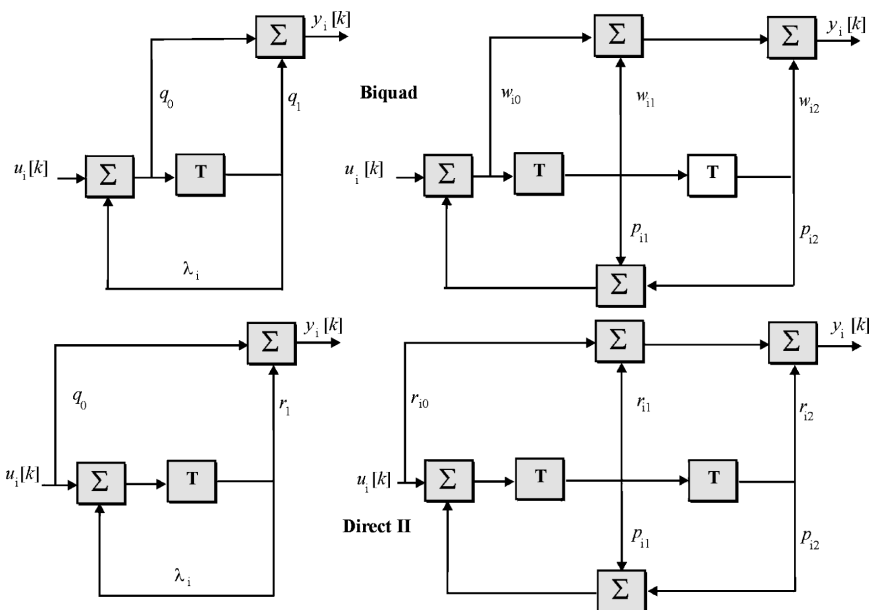 y_i[k]
Σ
q_0
q_1
u_i[k]
Σ
T
λ_i
Biquad
Σ
Σ
y_i[k]
w_i0
w_i1
w_i2
u_i[k]
Σ
T
T
p_i1
p_i2
Σ
y_i[k]
Σ
q_0
r_1
u_i[k]
Σ
T
λ_i
Direct II
Σ
Σ
y_i[k]
r_i0
r_i1
r_i2
u_i[k]
Σ
T
T
p_i1
p_i2
Σ